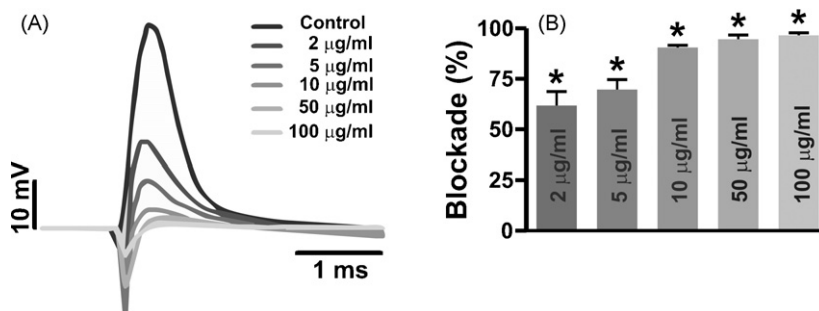 (A)
Control
2 μg/ml
5 μg/ml
10 μg/ml
50 μg/ml
100 μg/ml
10 mV
1 ms
(B)
Blockade (%)
100
75
50
25
0
* * * * *
2 μg/ml
5 μg/ml
10 μg/ml
50 μg/ml
100 μg/ml